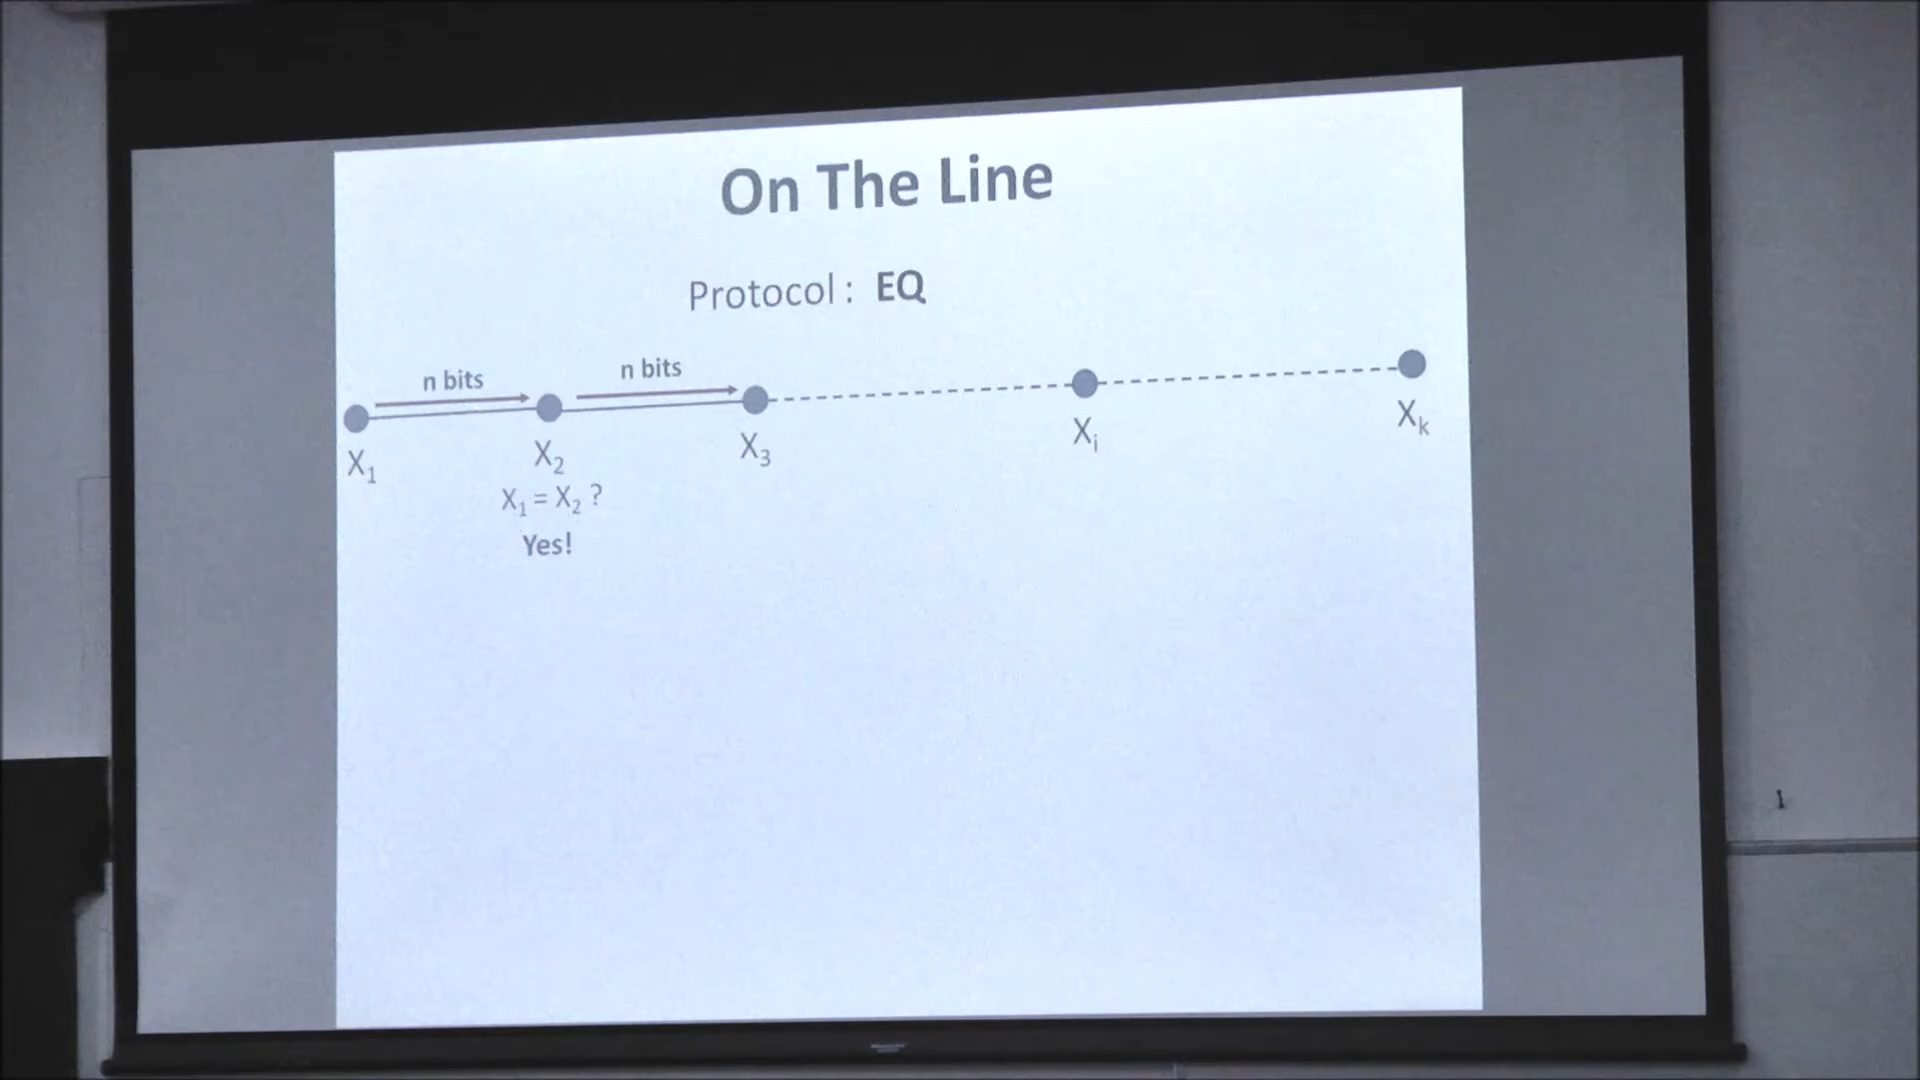 On The Line
Protocol : EQ
n bits n bits
X₁ X₂ X₃ Xᵢ Xₖ
X₁ = X₂ ?
Yes!